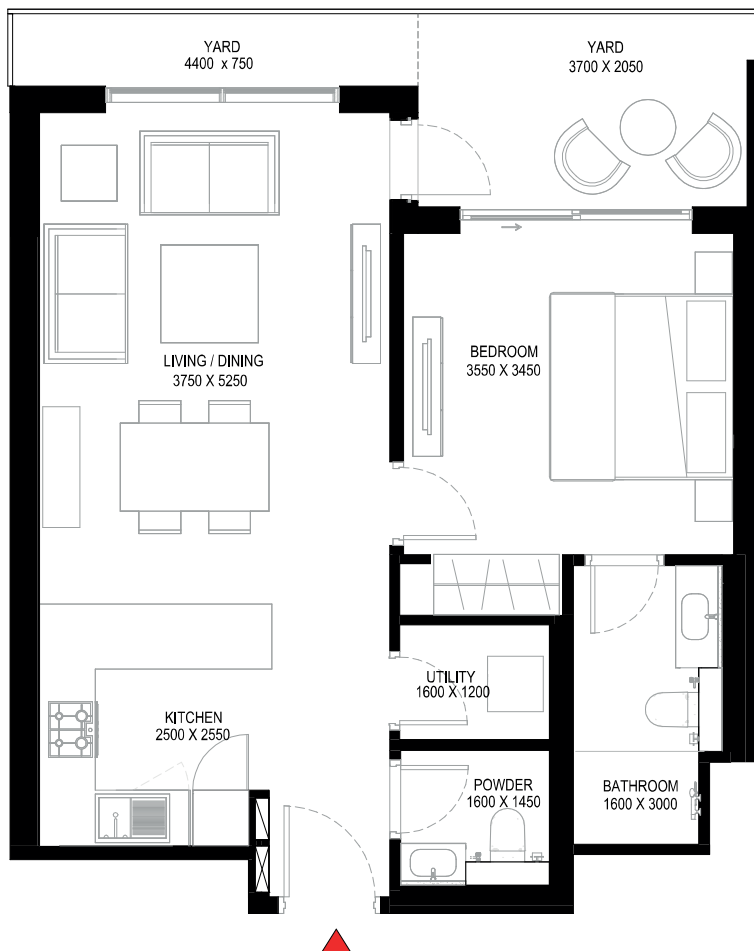 YARD
4400 x 750
YARD
3700 X 2050
LIVING / DINING
3750 X 5250
BEDROOM
3550 X 3450
UTILITY
1600 X 1200
KITCHEN
2500 X 2550
POWDER
1600 X 1450
BATHROOM
1600 X 3000